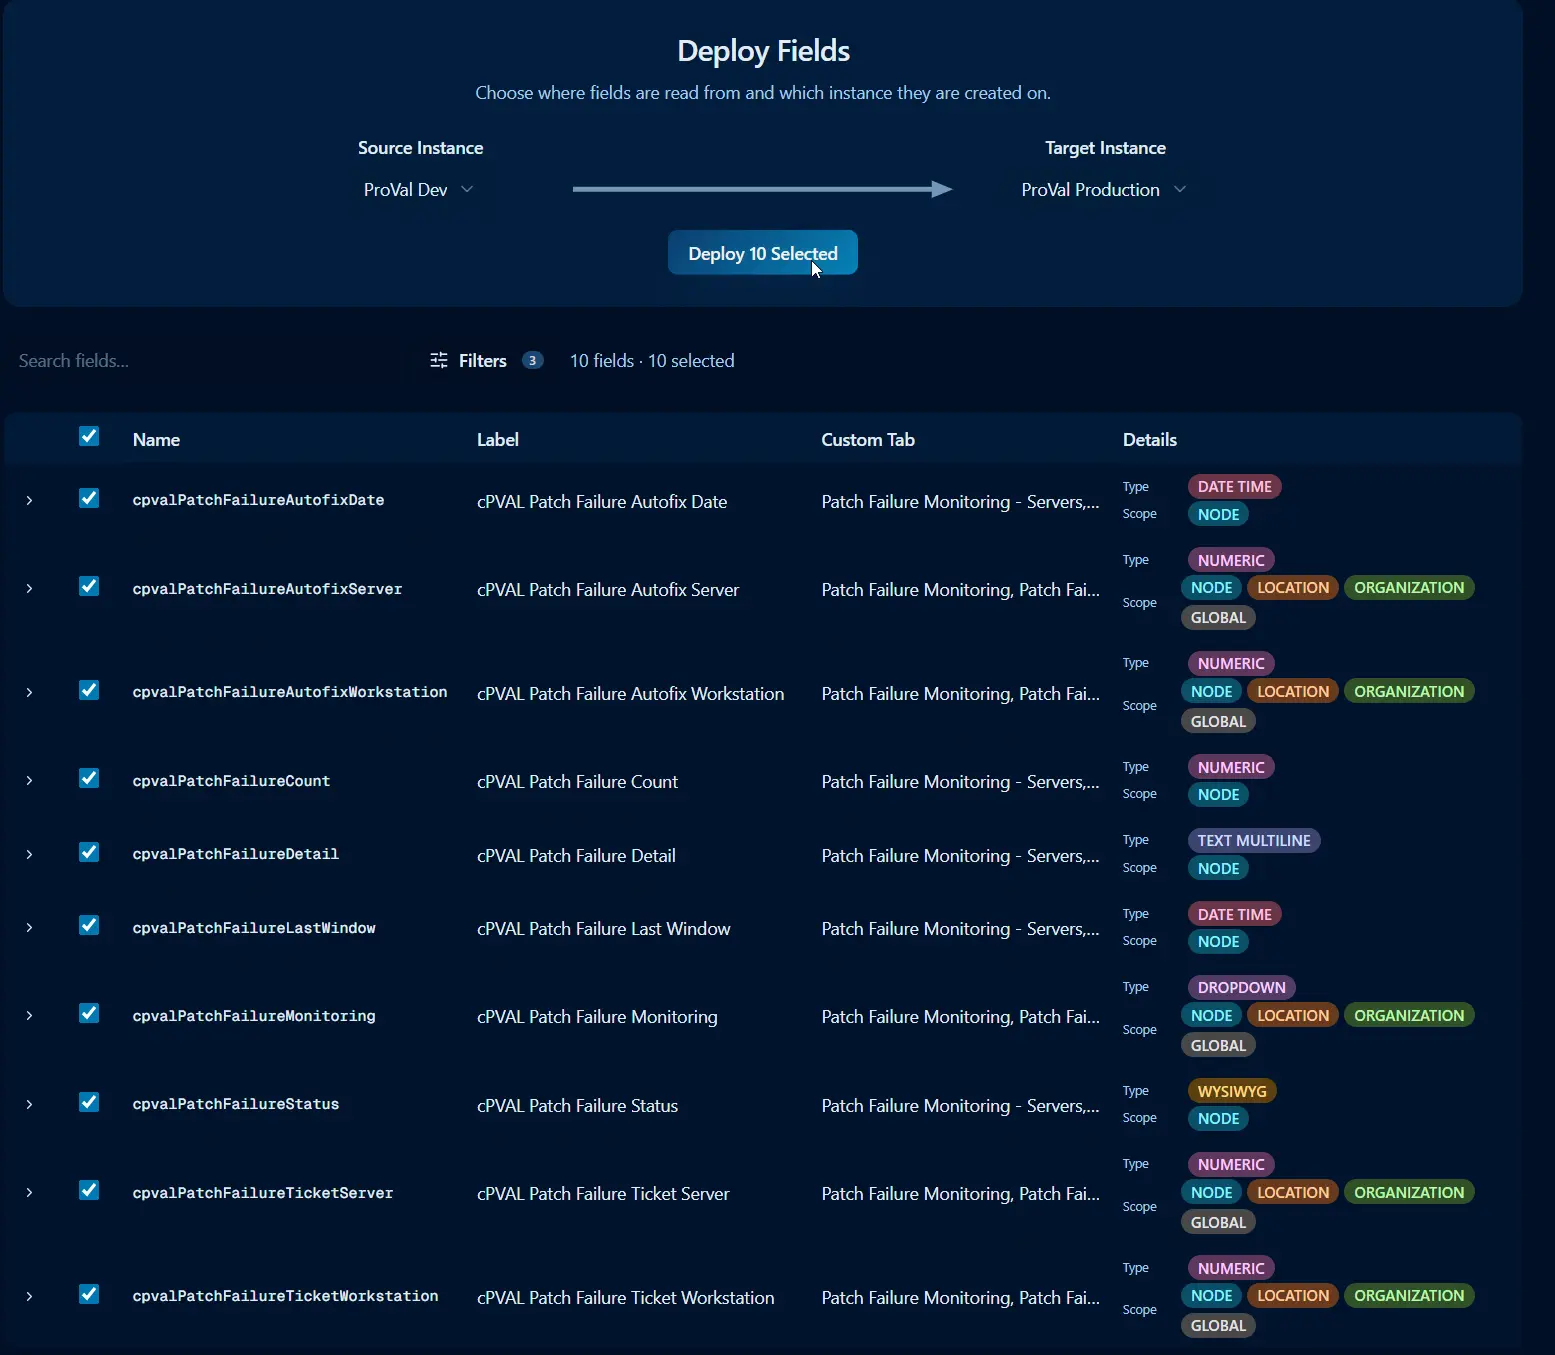 Deploy Fields
Choose where fields are read from and which instance they are created on.
Source Instance
Target Instance
ProVal Dev
ProVal Production
Deploy 10 Selected
Search fields...
Filters 3
10 fields · 10 selected
Name Label Custom Tab Details
cpvalPatchFailureAutofixDate cPVAL Patch Failure Autofix Date Patch Failure Monitoring - Servers,...
Type DATE TIME
Scope NODE
cpvalPatchFailureAutofixServer cPVAL Patch Failure Autofix Server Patch Failure Monitoring, Patch Fai...
Type NUMERIC
Scope NODE LOCATION ORGANIZATION
GLOBAL
cpvalPatchFailureAutofixWorkstation cPVAL Patch Failure Autofix Workstation Patch Failure Monitoring, Patch Fai...
Type NUMERIC
Scope NODE LOCATION ORGANIZATION
GLOBAL
cpvalPatchFailureCount cPVAL Patch Failure Count Patch Failure Monitoring - Servers,...
Type NUMERIC
Scope NODE
cpvalPatchFailureDetail cPVAL Patch Failure Detail Patch Failure Monitoring - Servers,...
Type TEXT MULTILINE
Scope NODE
cpvalPatchFailureLastWindow cPVAL Patch Failure Last Window Patch Failure Monitoring - Servers,...
Type DATE TIME
Scope NODE
cpvalPatchFailureMonitoring cPVAL Patch Failure Monitoring Patch Failure Monitoring, Patch Fai...
Type DROPDOWN
Scope NODE LOCATION ORGANIZATION
GLOBAL
cpvalPatchFailureStatus cPVAL Patch Failure Status Patch Failure Monitoring - Servers,...
Type WYSIWYG
Scope NODE
cpvalPatchFailureTicketServer cPVAL Patch Failure Ticket Server Patch Failure Monitoring, Patch Fai...
Type NUMERIC
Scope NODE LOCATION ORGANIZATION
GLOBAL
cpvalPatchFailureTicketWorkstation cPVAL Patch Failure Ticket Workstation Patch Failure Monitoring, Patch Fai...
Type NUMERIC
Scope NODE LOCATION ORGANIZATION
GLOBAL